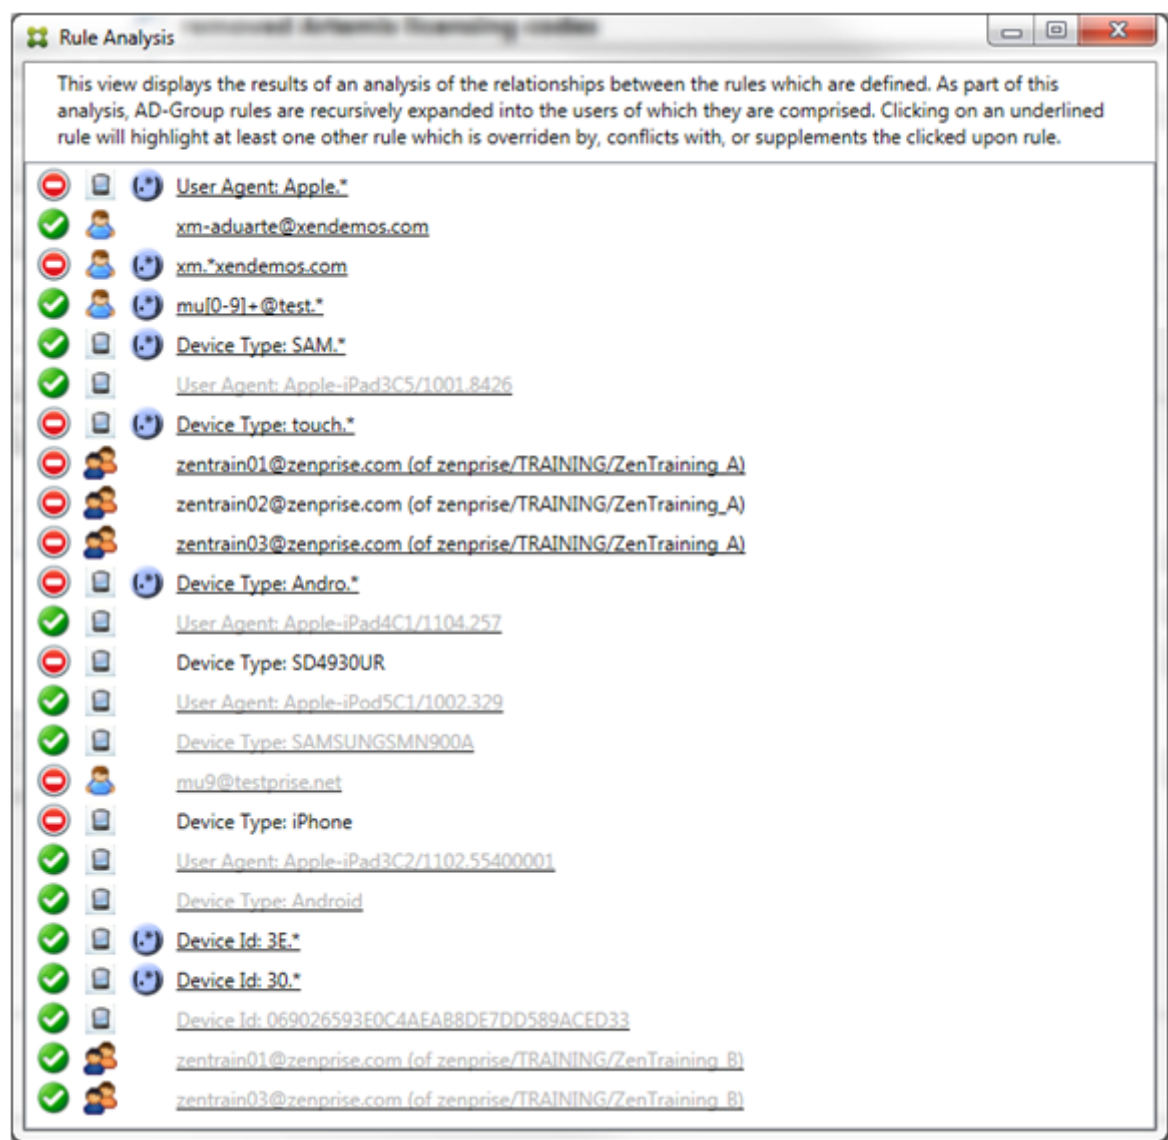 removed Artemis licensing codes
Rule Analysis
This view displays the results of an analysis of the relationships between the rules which are defined. As part of this
analysis, AD-Group rules are recursively expanded into the users of which they are comprised. Clicking on an underlined
rule will highlight at least one other rule which is overriden by, conflicts with, or supplements the clicked upon rule.
(.*) User Agent: Apple.*
xm-aduarte@xendemos.com
(.*) xm.*xendemos.com
(.*) mu[0-9]+@test.*
(.*) Device Type: SAM.*
User Agent: Apple-iPad3C5/1001.8426
(.*) Device Type: touch.*
zentrain01@zenprise.com (of zenprise/TRAINING/ZenTraining_A)
zentrain02@zenprise.com (of zenprise/TRAINING/ZenTraining_A)
zentrain03@zenprise.com (of zenprise/TRAINING/ZenTraining_A)
(.*) Device Type: Andro.*
User Agent: Apple-iPad4C1/1104.257
Device Type: SD4930UR
User Agent: Apple-iPod5C1/1002.329
Device Type: SAMSUNGSMN900A
mu9@testprise.net
Device Type: iPhone
User Agent: Apple-iPad3C2/1102.55400001
Device Type: Android
(.*) Device Id: 3E.*
(.*) Device Id: 30.*
Device Id: 069026593E0C4AEAB8DE7DD589ACED33
zentrain01@zenprise.com (of zenprise/TRAINING/ZenTraining_B)
zentrain03@zenprise.com (of zenprise/TRAINING/ZenTraining_B)